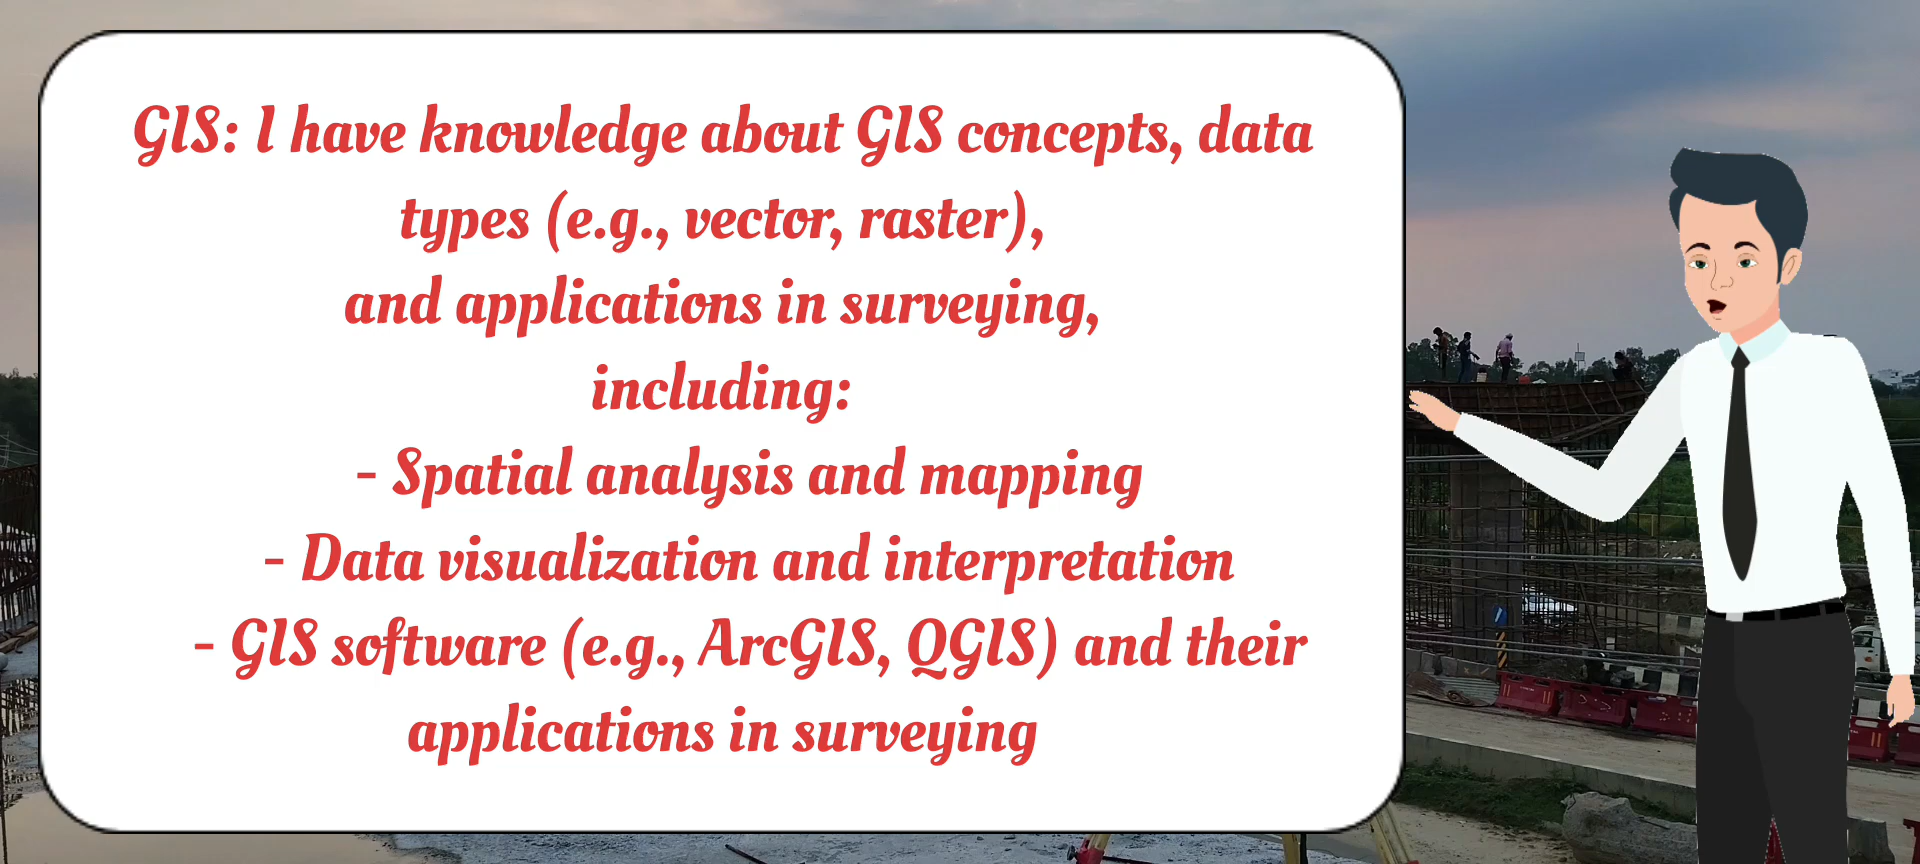 GIS: I have knowledge about GIS concepts, data
types (e.g., vector, raster),
and applications in surveying,
including:
- Spatial analysis and mapping
- Data visualization and interpretation
- GIS software (e.g., ArcGIS, QGIS) and their
applications in surveying